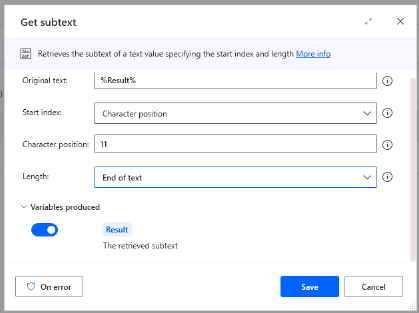 Get subtext
Retrieves the subtext of a text value specifying the start index and length More info
Original text: %Result%
Start index: Character position
Character position: 11
Length: End of text
Variables produced
Result
The retrieved subtext
On error Save Cancel